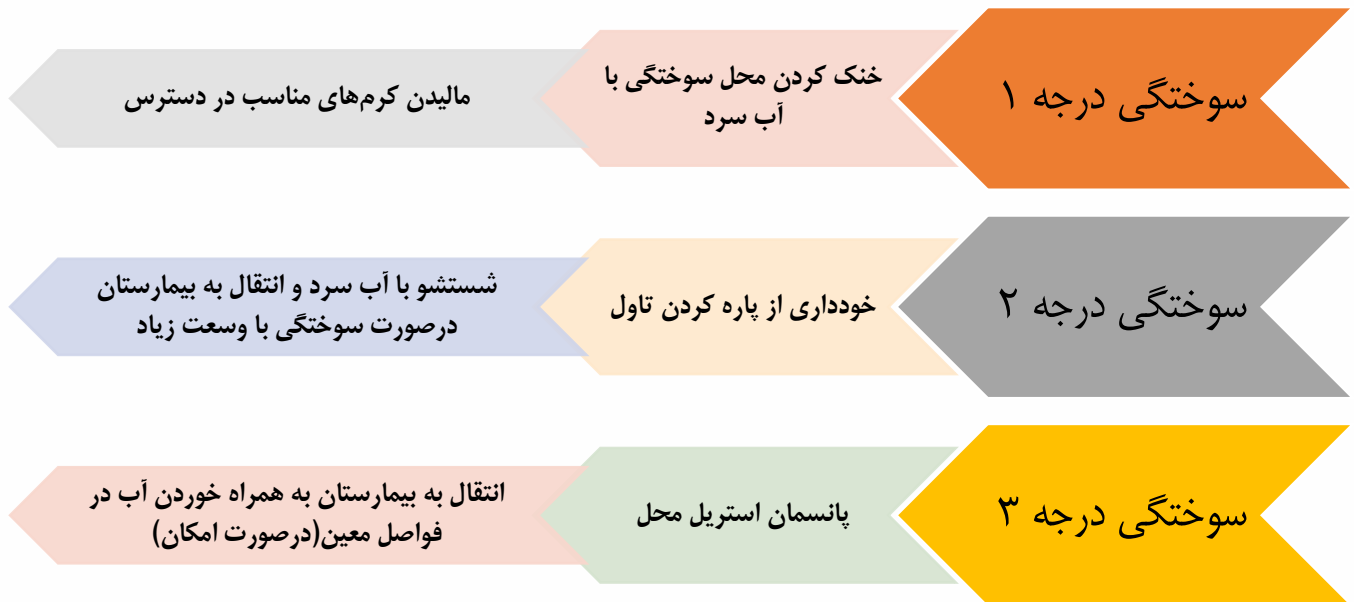 سوختگی درجه ۱
خنک کردن محل سوختگی با
آب سرد
مالیدن کرم‌های مناسب در دسترس
سوختگی درجه ۲
خودداری از پاره کردن تاول
شستشو با آب سرد و انتقال به بیمارستان
درصورت سوختگی با وسعت زیاد
سوختگی درجه ۳
پانسمان استریل محل
انتقال به بیمارستان به همراه خوردن آب در
فواصل معین(درصورت امکان)